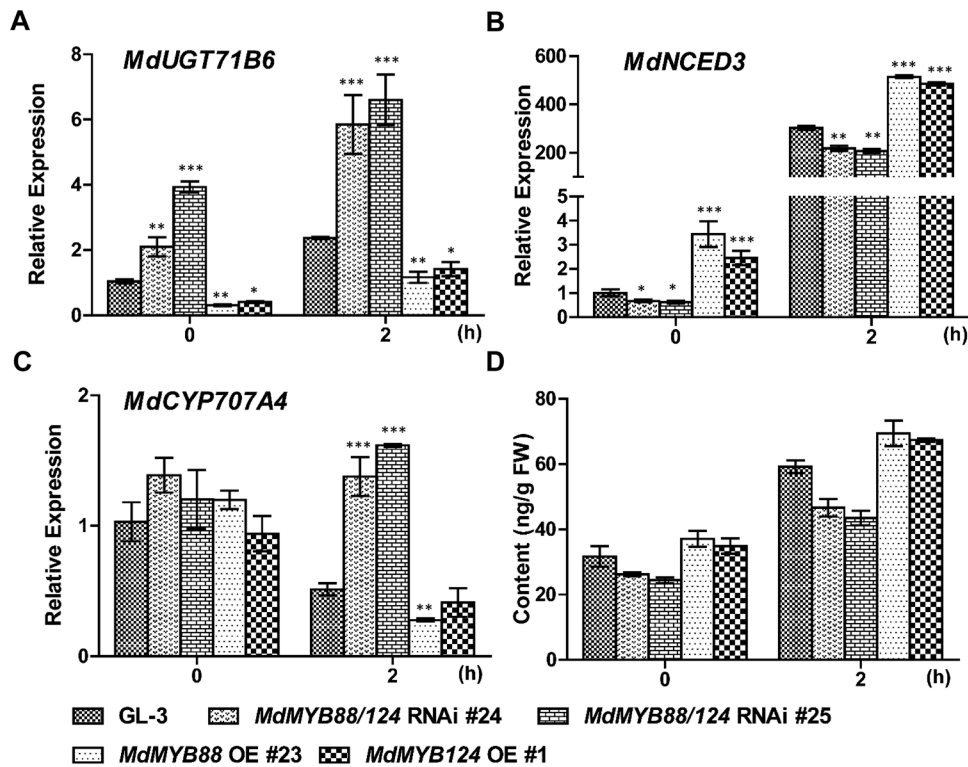 A
MdUGT71B6
Relative Expression
8
6
4
2
0
***
**
***
**
*
***
***
**
*
0
2
(h)
B
MdNCED3
Relative Expression
600
400
200
5
4
3
2
1
0
*
*
***
***
**
**
***
***
0
2
(h)
C
MdCYP707A4
Relative Expression
2
1
0
***
***
**
0
2
(h)
D
Content (ng/g FW)
80
60
40
20
0
0
2
(h)
GL-3
MdMYB88/124 RNAi #24
MdMYB88/124 RNAi #25
MdMYB88 OE #23
MdMYB124 OE #1